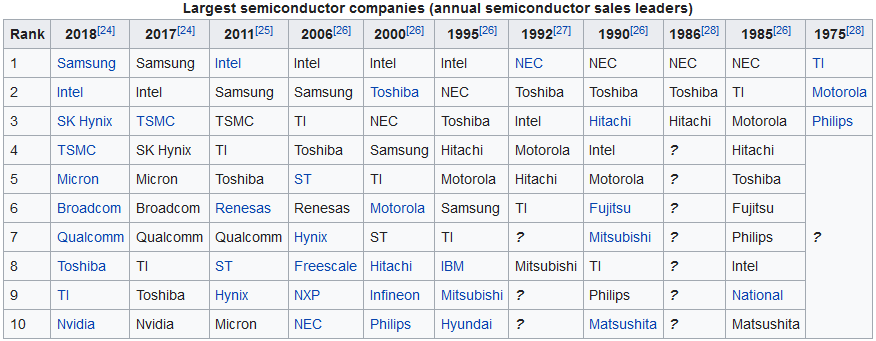 Largest semiconductor companies (annual semiconductor sales leaders)
Rank 2018[24] 2017[24] 2011[25] 2006[26] 2000[26] 1995[26] 1992[27] 1990[26] 1986[28] 1985[26] 1975[28]
1 Samsung Samsung Intel Intel Intel Intel NEC NEC NEC NEC TI
2 Intel Intel Samsung Samsung Toshiba NEC Toshiba Toshiba Toshiba TI Motorola
3 SK Hynix TSMC TSMC TI NEC Toshiba Intel Hitachi Hitachi Motorola Philips
4 TSMC SK Hynix TI Toshiba Samsung Hitachi Motorola Intel ? Hitachi
5 Micron Micron Toshiba ST TI Motorola Hitachi Motorola ? Toshiba
6 Broadcom Broadcom Renesas Renesas Motorola Samsung TI Fujitsu ? Fujitsu
7 Qualcomm Qualcomm Qualcomm Hynix ST TI ? Mitsubishi ? Philips ?
8 Toshiba TI ST Freescale Hitachi IBM Mitsubishi TI ? Intel
9 TI Toshiba Hynix NXP Infineon Mitsubishi ? Philips ? National
10 Nvidia Nvidia Micron NEC Philips Hyundai ? Matsushita ? Matsushita